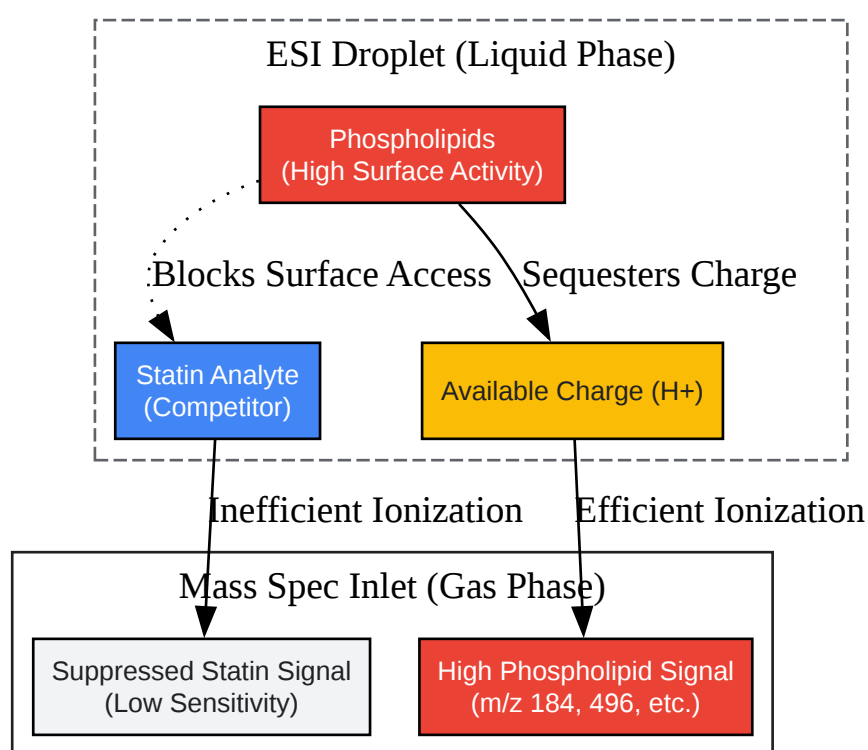 ESI Droplet (Liquid Phase)
Phospholipids
(High Surface Activity)
Blocks Surface Access
Sequesters Charge
Statin Analyte
(Competitor)
Available Charge (H+)
Inefficient Ionization
Efficient Ionization
Mass Spec Inlet (Gas Phase)
Suppressed Statin Signal
(Low Sensitivity)
High Phospholipid Signal
(m/z 184, 496, etc.)